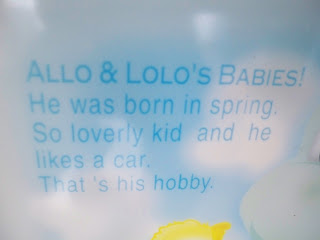 ALLO & LOLO'S BABIES!
He was born in spring.
So loverly kid and he
likes a car.
That 's his hobby.